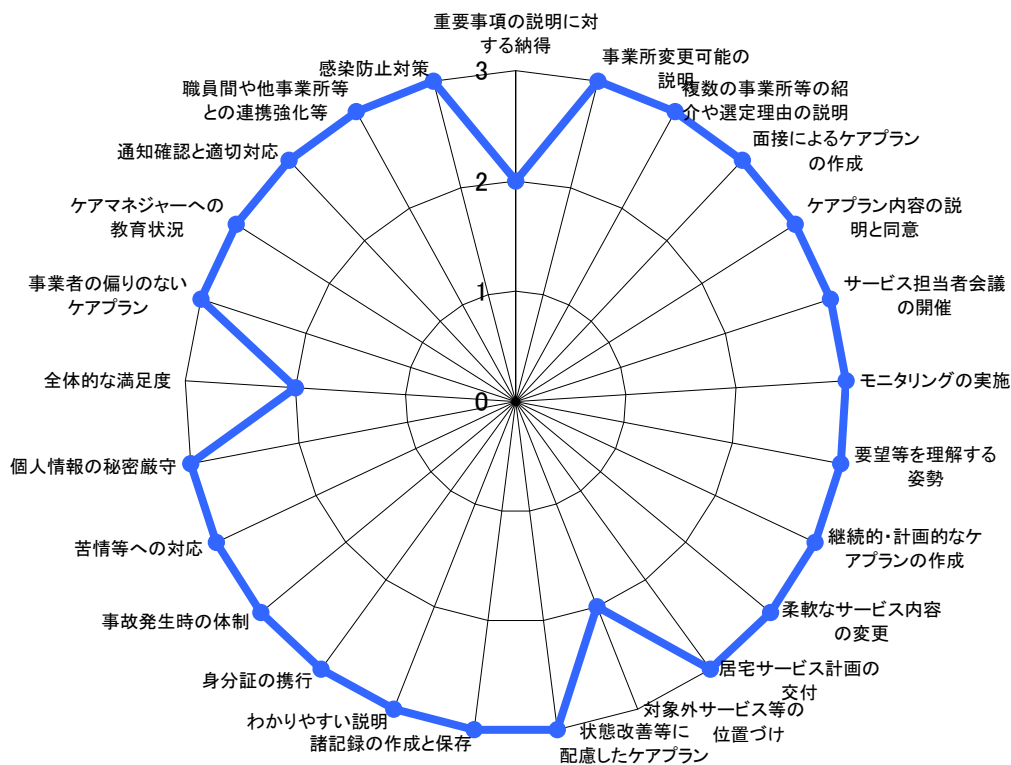 重要事項の説明に対
する納得
事業所変更可能の
説明
複数の事業所等の紹
介や選定理由の説明
面接によるケアプラン
の作成
ケアプラン内容の説
明と同意
サービス担当者会議
の開催
モニタリングの実施
要望等を理解する
姿勢
継続的・計画的なケ
アプランの作成
柔軟なサービス内容
の変更
居宅サービス計画の
交付
対象外サービス等の
位置づけ
状態改善等に
配慮したケアプラン
諸記録の作成と保存
わかりやすい説明
身分証の携行
事故発生時の体制
苦情等への対応
個人情報の秘密厳守
全体的な満足度
事業者の偏りのない
ケアプラン
ケアマネジャーへの
教育状況
通知確認と適切対応
職員間や他事業所等
との連携強化等
感染防止対策
3
2
1
0